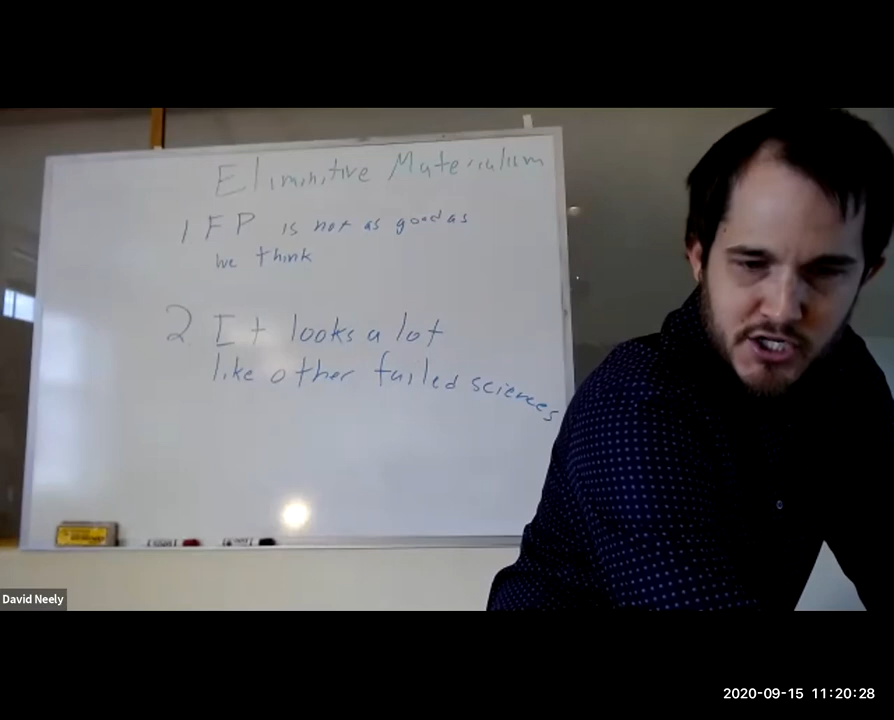 Eliminitive Materialism
1 FP is not as good as
we think
2 It looks a lot
like other failed sciences
David Neely
2020-09-15 11:20:28